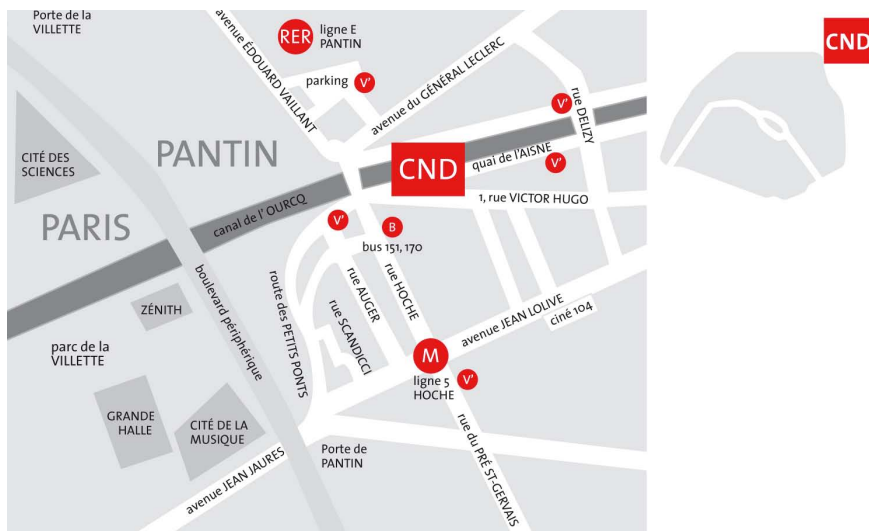 Porte de la
VILLETTE
RER
ligne E
PANTIN
CND
parking
V'
avenue ÉDOUARD VAILLANT
avenue du GÉNÉRAL LECLERC
V'
rue DELIZY
CITÉ DES
SCIENCES
PANTIN
CND
quai de l'AISNE
V'
1, rue VICTOR HUGO
PARIS
canal de l'OURCQ
V'
B
bus 151, 170
boulevard périphérique
route des PETITS PONTS
rue AUGER
rue HOCHE
rue SCANDICCI
ZÉNITH
avenue JEAN LOLIVE
ciné 104
parc de la
VILLETTE
M
ligne 5
HOCHE
V'
GRANDE
HALLE
CITÉ DE LA
MUSIQUE
Porte de
PANTIN
avenue JEAN JAURES
rue du PRÉ ST-GERVAIS